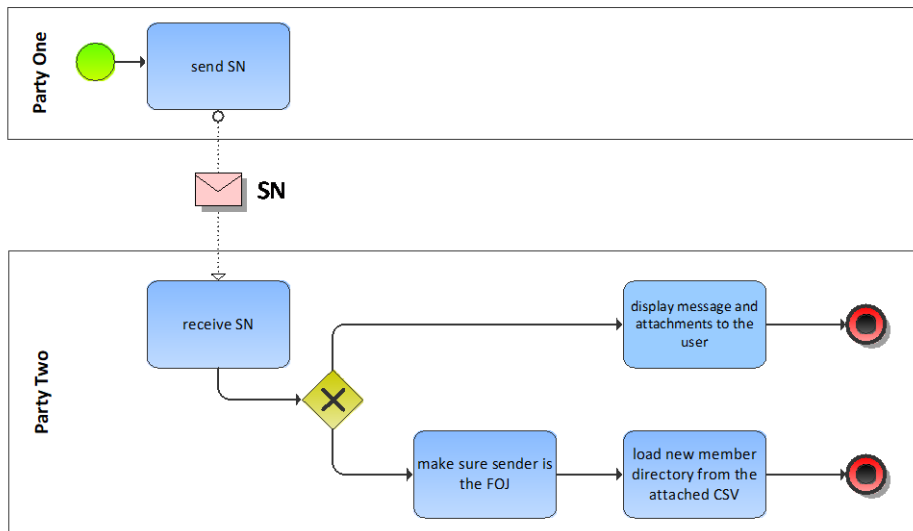 Party One
send SN
SN
Party Two
receive SN
display message and
attachments to the
user
make sure sender is
the FOJ
load new member
directory from the
attached CSV